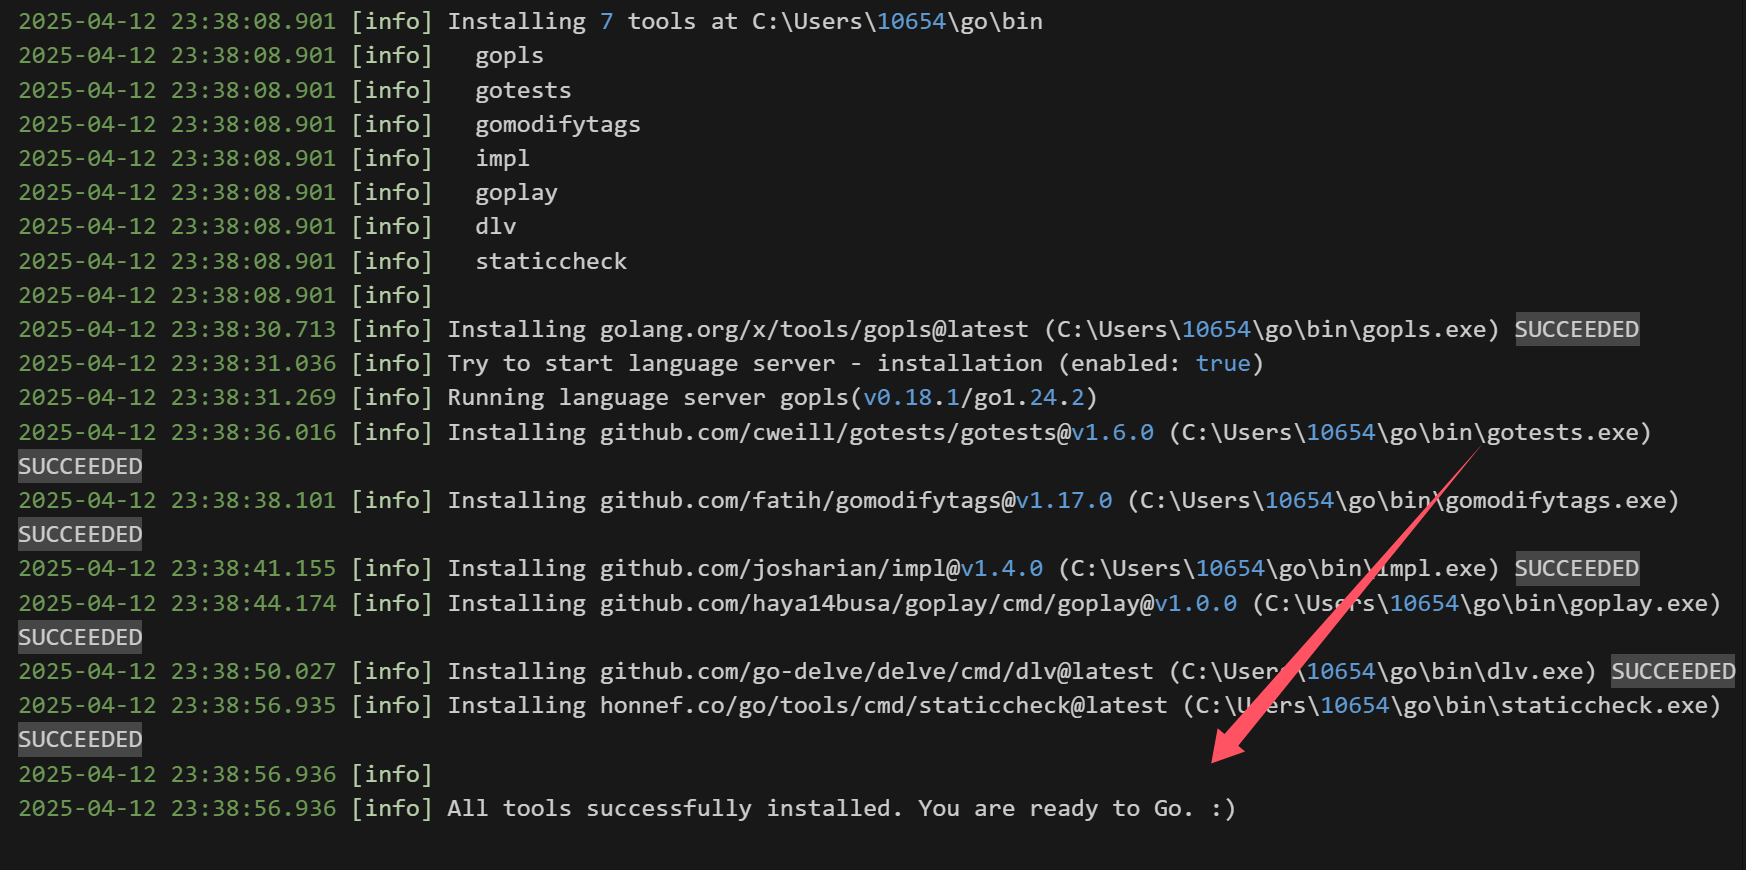 2025-04-12 23:38:08.901 [info] Installing 7 tools at C:\Users\10654\go\bin
2025-04-12 23:38:08.901 [info]   gopls
2025-04-12 23:38:08.901 [info]   gotests
2025-04-12 23:38:08.901 [info]   gomodifytags
2025-04-12 23:38:08.901 [info]   impl
2025-04-12 23:38:08.901 [info]   goplay
2025-04-12 23:38:08.901 [info]   dlv
2025-04-12 23:38:08.901 [info]   staticcheck
2025-04-12 23:38:08.901 [info]
2025-04-12 23:38:30.713 [info] Installing golang.org/x/tools/gopls@latest (C:\Users\10654\go\bin\gopls.exe) SUCCEEDED
2025-04-12 23:38:31.036 [info] Try to start language server - installation (enabled: true)
2025-04-12 23:38:31.269 [info] Running language server gopls(v0.18.1/go1.24.2)
2025-04-12 23:38:36.016 [info] Installing github.com/cweill/gotests/gotests@v1.6.0 (C:\Users\10654\go\bin\gotests.exe)
SUCCEEDED
2025-04-12 23:38:38.101 [info] Installing github.com/fatih/gomodifytags@v1.17.0 (C:\Users\10654\go\bin\gomodifytags.exe)
SUCCEEDED
2025-04-12 23:38:41.155 [info] Installing github.com/josharian/impl@v1.4.0 (C:\Users\10654\go\bin\impl.exe) SUCCEEDED
2025-04-12 23:38:44.174 [info] Installing github.com/haya14busa/goplay/cmd/goplay@v1.0.0 (C:\Users\10654\go\bin\goplay.exe)
SUCCEEDED
2025-04-12 23:38:50.027 [info] Installing github.com/go-delve/delve/cmd/dlv@latest (C:\Users\10654\go\bin\dlv.exe) SUCCEEDED
2025-04-12 23:38:56.935 [info] Installing honnef.co/go/tools/cmd/staticcheck@latest (C:\Users\10654\go\bin\staticcheck.exe)
SUCCEEDED
2025-04-12 23:38:56.936 [info]
2025-04-12 23:38:56.936 [info] All tools successfully installed. You are ready to Go. :)